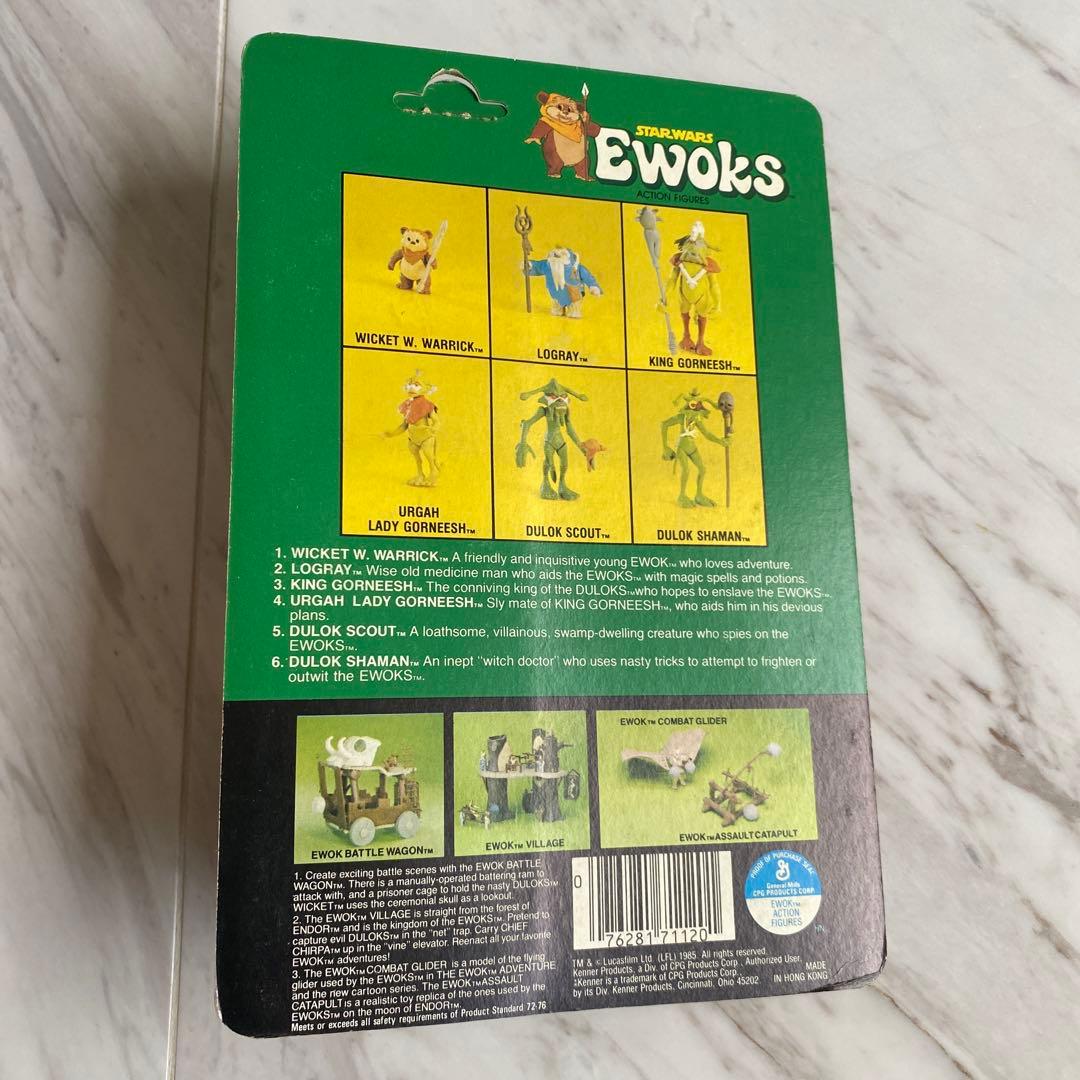 STAR WARS
Ewoks™
ACTION FIGURES
WICKET W. WARRICK™
LOGRAY™
KING GORNEESH™
URGAH
LADY GORNEESH™
DULOK SCOUT™
DULOK SHAMAN™
1. WICKET W. WARRICK™ A friendly and inquisitive young EWOK™ who loves adventure.
2. LOGRAY™ Wise old medicine man who aids the EWOKS™ with magic spells and potions.
3. KING GORNEESH™ The conniving king of the DULOKS™ who hopes to enslave the EWOKS™.
4. URGAH LADY GORNEESH™ Sly mate of KING GORNEESH™, who aids him in his devious
plans.
5. DULOK SCOUT™ A loathsome, villainous, swamp-dwelling creature who spies on the
EWOKS™.
6. DULOK SHAMAN™ An inept "witch doctor" who uses nasty tricks to attempt to frighten or
outwit the EWOKS™.
EWOK BATTLE WAGON™
EWOK™ VILLAGE
EWOK™ COMBAT GLIDER
EWOK™ ASSAULT CATAPULT
1. Create exciting battle scenes with the EWOK BATTLE
WAGON™. There is a manually-operated battering ram to
attack with, and a prisoner cage to hold the nasty DULOKS™
WICKET™ uses the ceremonial skull as a lookout.
2. The EWOK™ VILLAGE is straight from the forest of
ENDOR™ and is the kingdom of the EWOKS™. Pretend to
capture evil DULOKS™ in the "net" trap. Carry CHIEF
CHIRPA™ up in the "vine" elevator. Reenact all your favorite
EWOK™ adventures!
3. The EWOK™ COMBAT GLIDER is a model of the flying
glider used by the EWOKS™ in THE EWOK™ ADVENTURE
and the new cartoon series. The EWOK™ ASSAULT
CATAPULT is a realistic toy replica of the ones used by the
EWOKS™ on the moon of ENDOR™.
Meets or exceeds all safety requirements of Product Standard 72-76
0
76281 71120
PROOF OF PURCHASE SEAL
General Mills
CPG PRODUCTS CORP.
EWOK™
ACTION
FIGURES
HN
TM & © Lucasfilm Ltd. (LFL) 1985. All rights reserved.
Kenner Products, a Div. of CPG Products Corp., Authorized User.
‡Kenner is a trademark of CPG Products Corp.,
by its Div. Kenner Products, Cincinnati, Ohio 45202.
MADE
IN HONG KONG